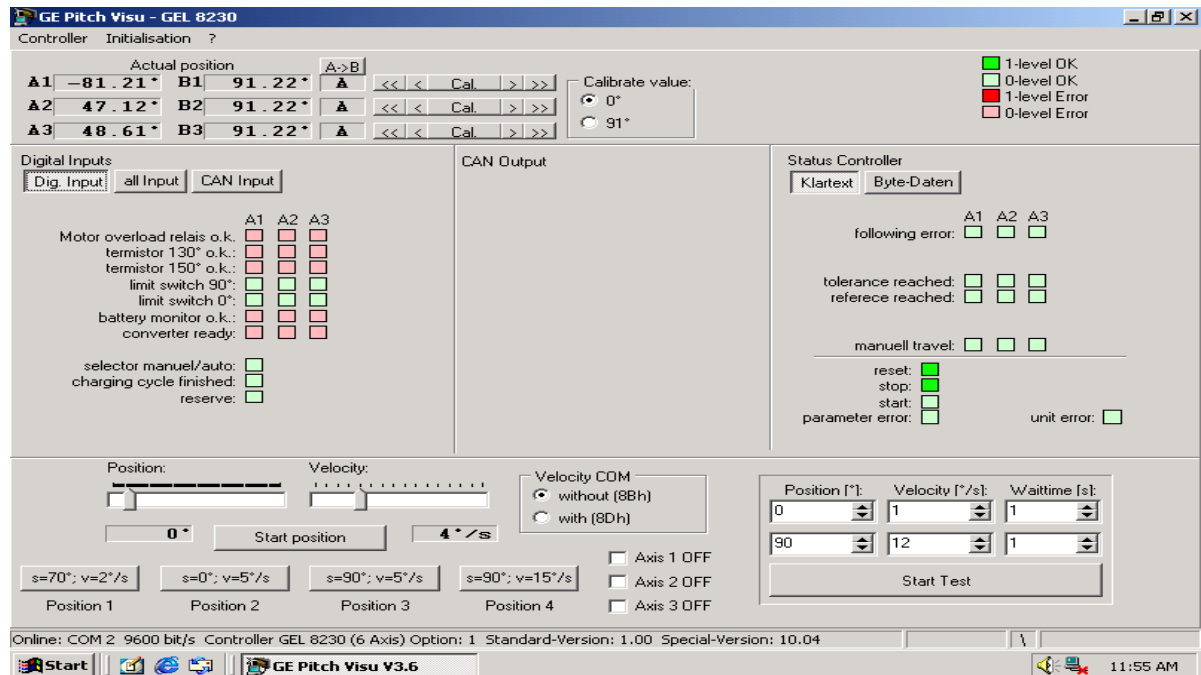 GE Pitch Visu - GEL 8230
Controller Initialisation ?
Actual position A->B
A1 -81.21° B1 91.22° A << < Cal. > >>
A2 47.12° B2 91.22° A << < Cal. > >>
A3 48.61° B3 91.22° A << < Cal. > >>
Calibrate value:
0°
91°
1-level OK
0-level OK
1-level Error
0-level Error
Digital Inputs
Dig. Input all Input CAN Input
A1 A2 A3
Motor overload relais o.k.
termistor 130° o.k.:
termistor 150° o.k.:
limit switch 90°:
limit switch 0°:
battery monitor o.k.:
converter ready:
selector manuel/auto:
charging cycle finished:
reserve:
CAN Output
Status Controller
Klartext Byte-Daten
A1 A2 A3
following error:
tolerance reached:
referece reached:
manuell travel:
reset:
stop:
start:
parameter error: unit error:
Position: Velocity:
0° Start position 4°/s
Velocity COM
without (8Bh)
with (8Dh)
s=70°; v=2°/s s=0°; v=5°/s s=90°; v=5°/s s=90°; v=15°/s
Position 1 Position 2 Position 3 Position 4
Axis 1 OFF
Axis 2 OFF
Axis 3 OFF
Position [°]: Velocity [°/s]: Waittime [s]:
0 1 1
90 12 1
Start Test
Online: COM 2 9600 bit/s Controller GEL 8230 (6 Axis) Option: 1 Standard-Version: 1.00 Special-Version: 10.04 \
Start GE Pitch Visu V3.6 11:55 AM